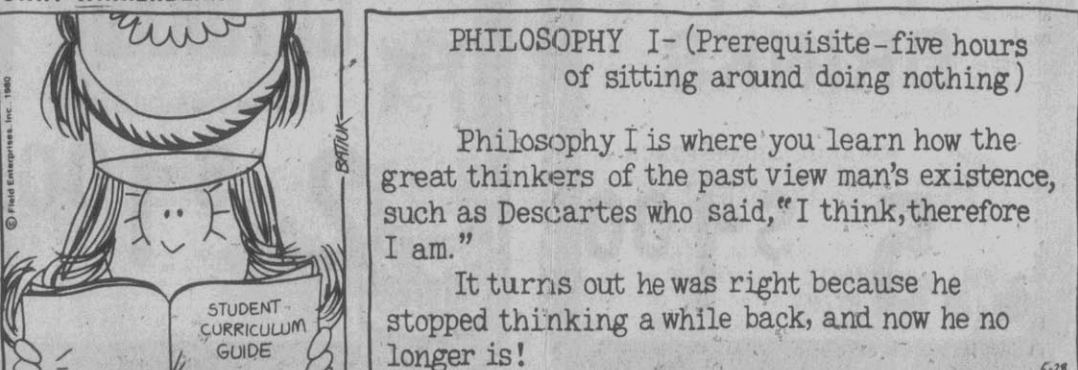 © Field Enterprises, Inc. 1980
BATIUK
STUDENT
CURRICULUM
GUIDE
PHILOSOPHY I-(Prerequisite-five hours
of sitting around doing nothing)
Philosophy I is where you learn how the
great thinkers of the past view man's existence,
such as Descartes who said, "I think, therefore
I am."
It turns out he was right because he
stopped thinking a while back, and now he no
longer is!